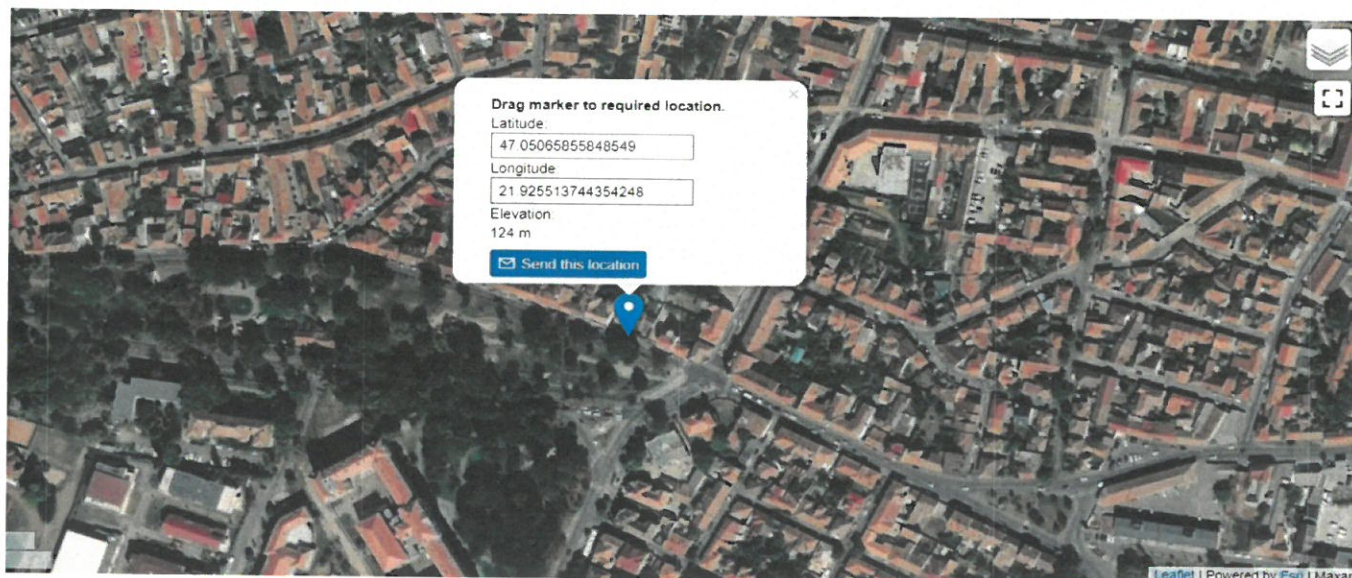 Drag marker to required location.
Latitude:
47.05065855848549
Longitude
21.925513744354248
Elevation:
124 m
Send this location
Leaflet | Powered by Esri | Maxar